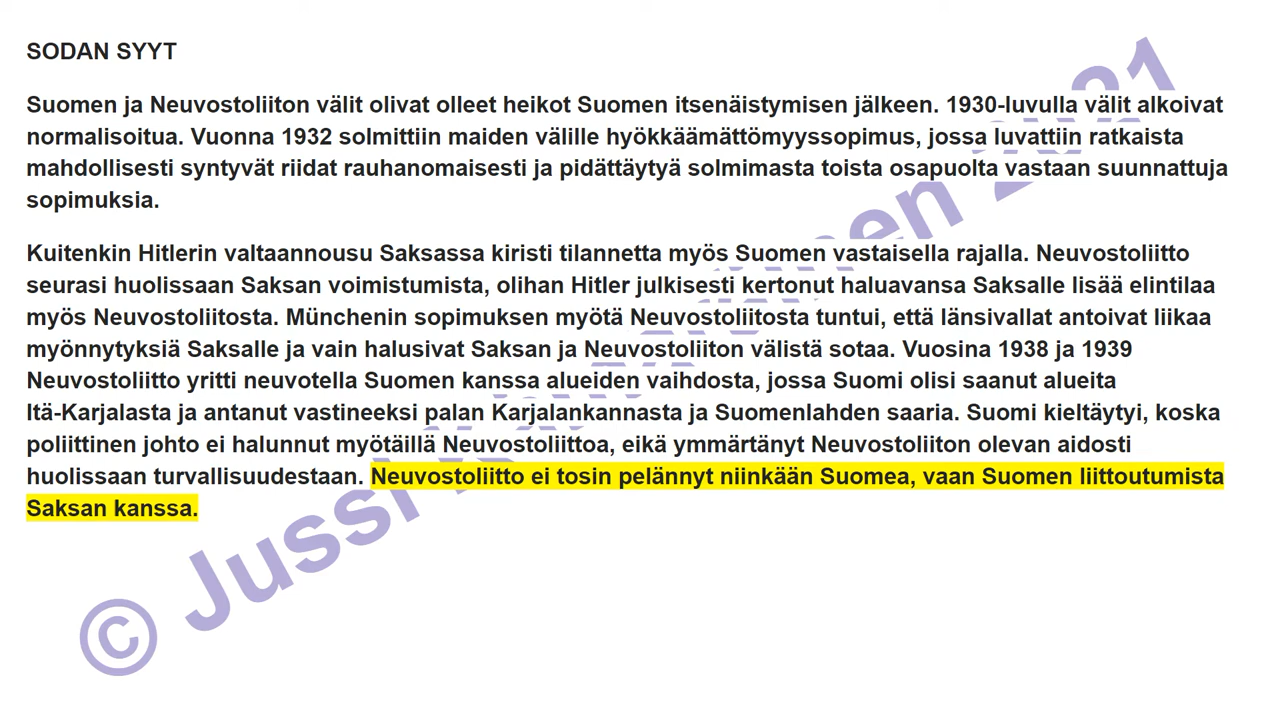 SODAN SYYT
Suomen ja Neuvostoliiton välit olivat olleet heikot Suomen itsenäistymisen jälkeen. 1930-luvulla välit alkoivat
normalisoitua. Vuonna 1932 solmittiin maiden välille hyökkäämättömyyssopimus, jossa luvattiin ratkaista
mahdollisesti syntyvät riidat rauhanomaisesti ja pidättäytyä solmimasta toista osapuolta vastaan suunnattuja
sopimuksia.
Kuitenkin Hitlerin valtaannousu Saksassa kiristi tilannetta myös Suomen vastaisella rajalla. Neuvostoliitto
seurasi huolissaan Saksan voimistumista, olihan Hitler julkisesti kertonut haluavansa Saksalle lisää elintilaa
myös Neuvostoliitosta. Münchenin sopimuksen myötä Neuvostoliitosta tuntui, että länsivallat antoivat liikaa
myönnytyksiä Saksalle ja vain halusivat Saksan ja Neuvostoliiton välistä sotaa. Vuosina 1938 ja 1939
Neuvostoliitto yritti neuvotella Suomen kanssa alueiden vaihdosta, jossa Suomi olisi saanut alueita
Itä-Karjalasta ja antanut vastineeksi palan Karjalankannasta ja Suomenlahden saaria. Suomi kieltäytyi, koska
poliittinen johto ei halunnut myötäillä Neuvostoliittoa, eikä ymmärtänyt Neuvostoliiton olevan aidosti
huolissaan turvallisuudestaan. Neuvostoliitto ei tosin pelännyt niinkään Suomea, vaan Suomen liittoutumista
Saksan kanssa.
© Jussi